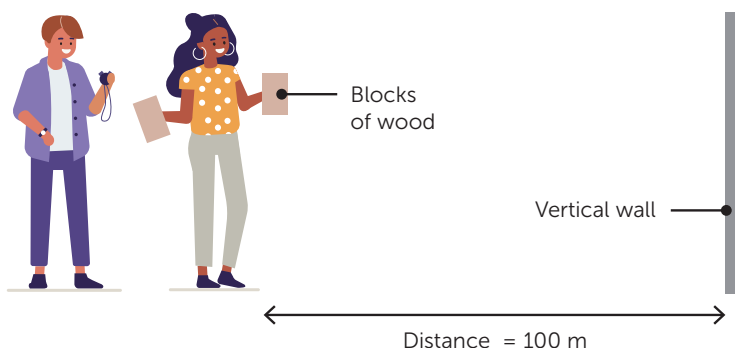 Blocks
of wood
Vertical wall
Distance = 100 m